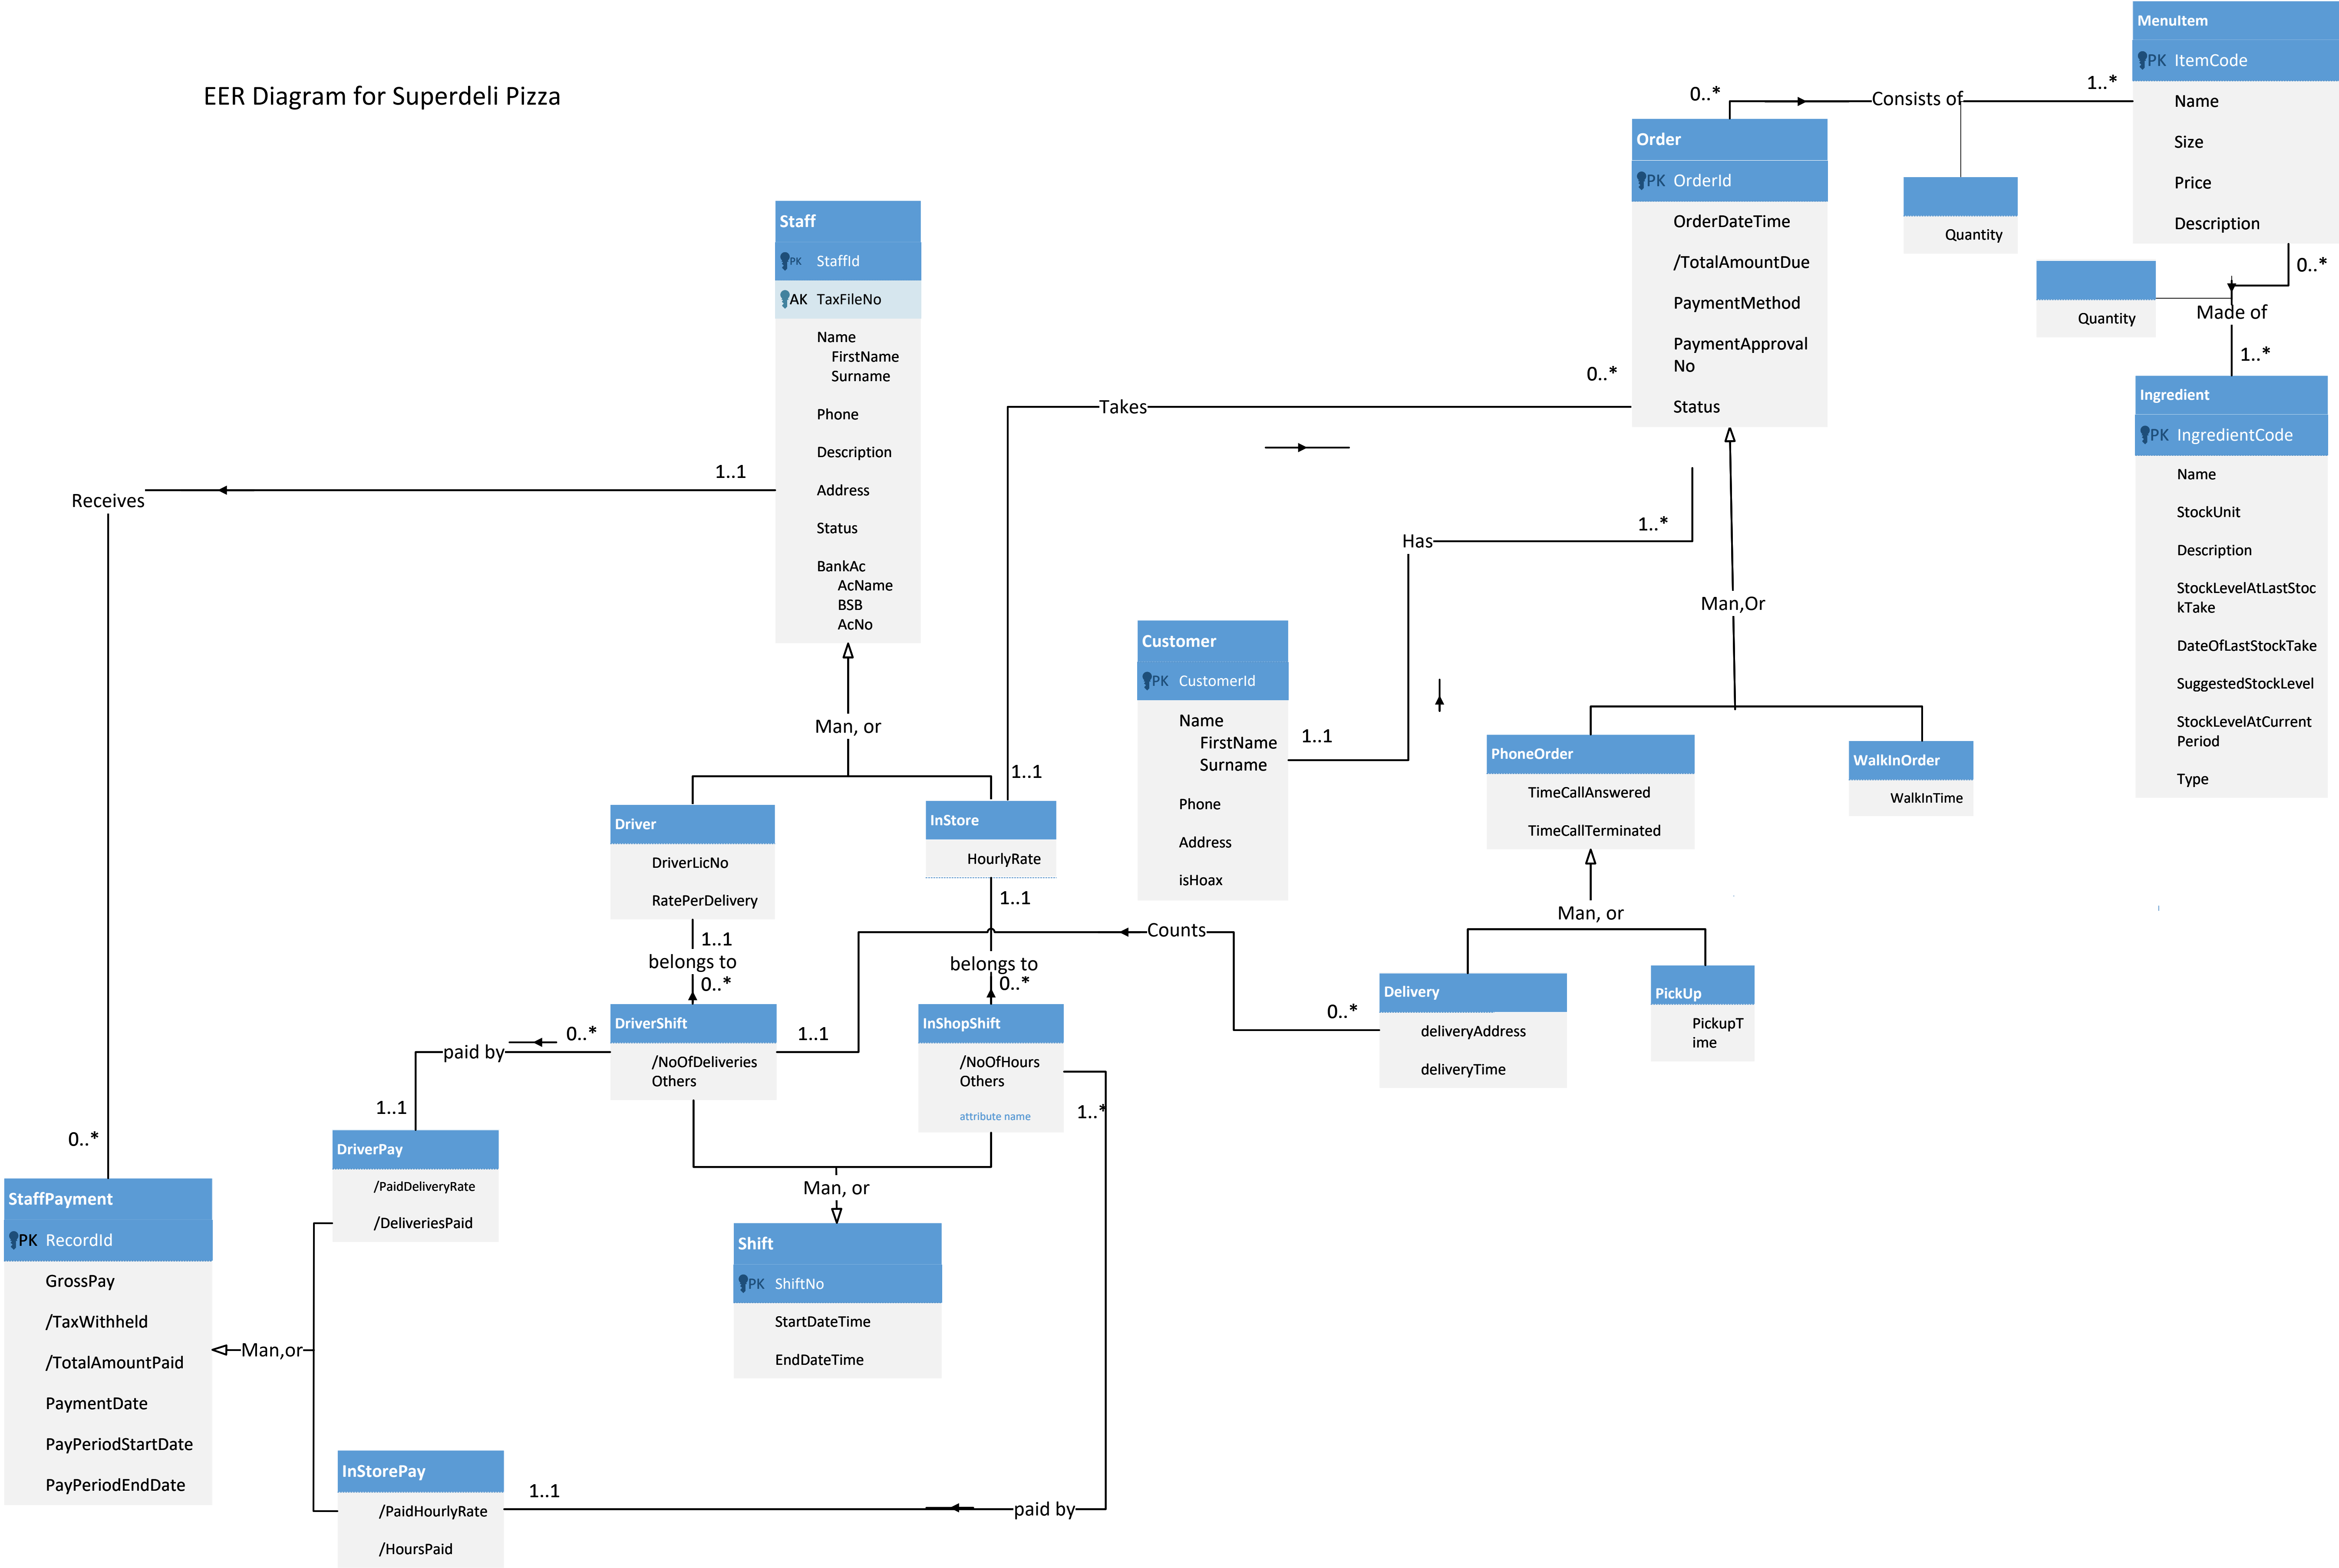 EER Diagram for Superdeli Pizza
MenuItem
PK ItemCode
Name
Size
Price
Description
0..*
Consists of
1..*
Order
PK OrderId
OrderDateTime
/TotalAmountDue
PaymentMethod
PaymentApproval
No
Status
Quantity
Quantity
0..*
Made of
1..*
Ingredient
PK IngredientCode
Name
StockUnit
Description
StockLevelAtLastStoc
kTake
DateOfLastStockTake
SuggestedStockLevel
StockLevelAtCurrent
Period
Type
Staff
PK StaffId
AK TaxFileNo
Name
FirstName
Surname
Phone
Description
Address
Status
BankAc
AcName
BSB
AcNo
0..*
Takes
1..1
1..1
Receives
0..*
1..*
Has
1..1
Man,Or
Customer
PK CustomerId
Name
FirstName
Surname
Phone
Address
isHoax
PhoneOrder
TimeCallAnswered
TimeCallTerminated
WalkInOrder
WalkInTime
Man, or
Driver
DriverLicNo
RatePerDelivery
InStore
HourlyRate
1..1
belongs to
0..*
1..1
belongs to
0..*
Counts
Man, or
Delivery
deliveryAddress
deliveryTime
PickUp
PickupT
ime
0..*
1..1
DriverShift
/NoOfDeliveries
Others
InShopShift
/NoOfHours
Others
attribute name
1..*
0..*
paid by
1..1
DriverPay
/PaidDeliveryRate
/DeliveriesPaid
Man, or
Shift
PK ShiftNo
StartDateTime
EndDateTime
StaffPayment
PK RecordId
GrossPay
/TaxWithheld
/TotalAmountPaid
PaymentDate
PayPeriodStartDate
PayPeriodEndDate
Man,or
InStorePay
/PaidHourlyRate
/HoursPaid
1..1
paid by